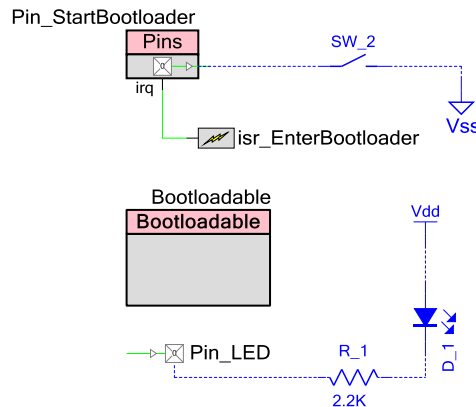 Pin_StartBootloader
Pins
SW_2
irq
Vss
isr_EnterBootloader
Bootloadable
Bootloadable
Vdd
Pin_LED
R_1
D_1
2.2K